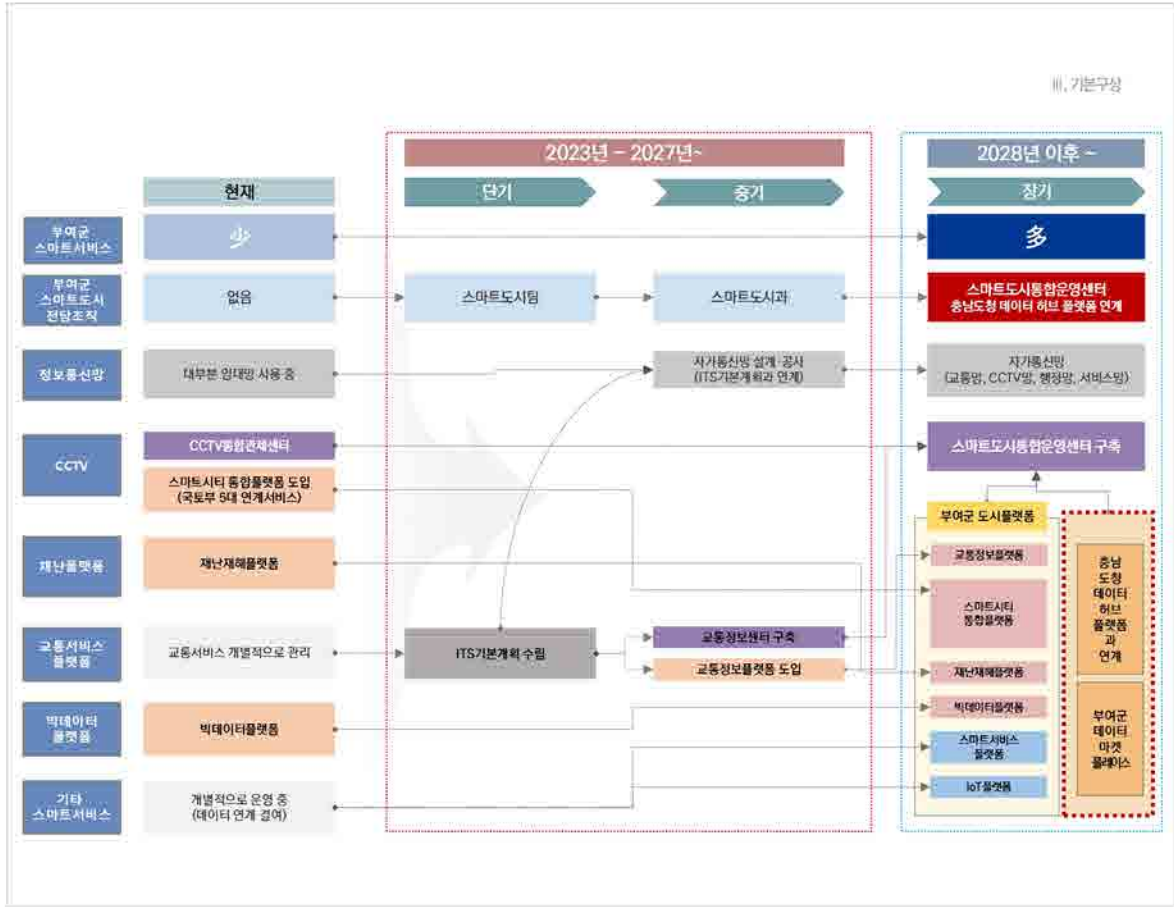 III. 기본구상
2023년 – 2027년~
2028년 이후 ~
현재
단기
중기
장기
부여군
스마트서비스
少
多
부여군
스마트도시
전담조직
없음
스마트도시팀
스마트도시과
스마트도시통합운영센터
충남도청 데이터 허브 플랫폼 연계
정보통신망
대부분 임대망 사용 중
자가통신망 설계·공사
(ITS기본계획과 연계)
자가통신망
(교통망, CCTV망, 행정망, 서비스망)
CCTV
CCTV통합관제센터
스마트시티 통합플랫폼 도입
(국토부 5대 연계서비스)
스마트도시통합운영센터 구축
부여군 도시플랫폼
재난플랫폼
재난재해플랫폼
교통정보플랫폼
스마트시티
통합플랫폼
충남
도청
데이터
허브
플랫폼
과
연계
교통서비스
플랫폼
교통서비스 개별적으로 관리
ITS기본계획 수립
교통정보센터 구축
교통정보플랫폼 도입
재난재해플랫폼
빅데이터
플랫폼
빅데이터플랫폼
빅데이터플랫폼
스마트서비스
플랫폼
부여군
데이터
마켓
플레이스
기타
스마트서비스
개별적으로 운영 중
(데이터 연계 결여)
IoT플랫폼